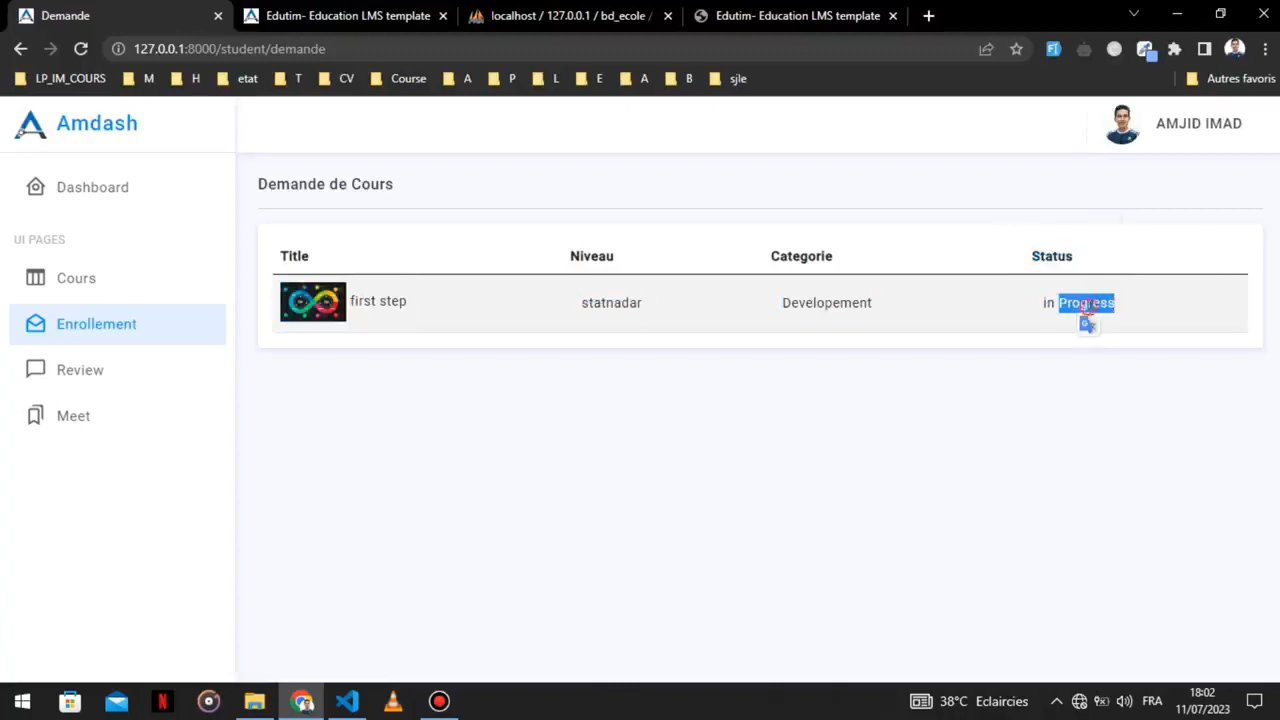 Demande
Edutim- Education LMS template
localhost / 127.0.0.1 / bd_ecole /
Edutim- Education LMS template
127.0.0.1:8000/student/demande
LP_IM_COURS M H etat T CV Course A P L E A B sjle Autres favoris
Amdash
AMJID IMAD
Dashboard
UI PAGES
Cours
Enrollement
Review
Meet
Demande de Cours
Title Niveau Categorie Status
first step statnadar Developement in Progress
38°C Eclaircies
FRA
18:02
11/07/2023